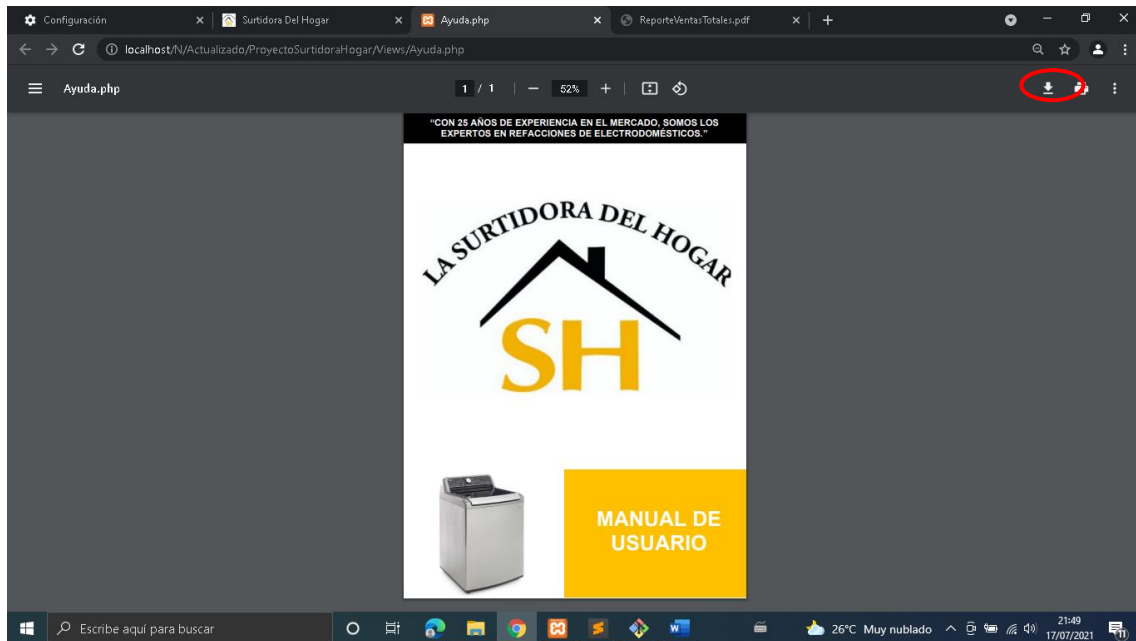 Configuración
Surtidora Del Hogar
Ayuda.php
ReporteVentasTotales.pdf
localhost/N/Actualizado/ProyectoSurtidoraHogar/Views/Ayuda.php
Ayuda.php
1 / 1
52%
“CON 25 AÑOS DE EXPERIENCIA EN EL MERCADO, SOMOS LOS
EXPERTOS EN REFACCIONES DE ELECTRODOMÉSTICOS.”
LA SURTIDORA DEL HOGAR
SH
MANUAL DE
USUARIO
Escribe aquí para buscar
26°C Muy nublado
21:49
17/07/2021